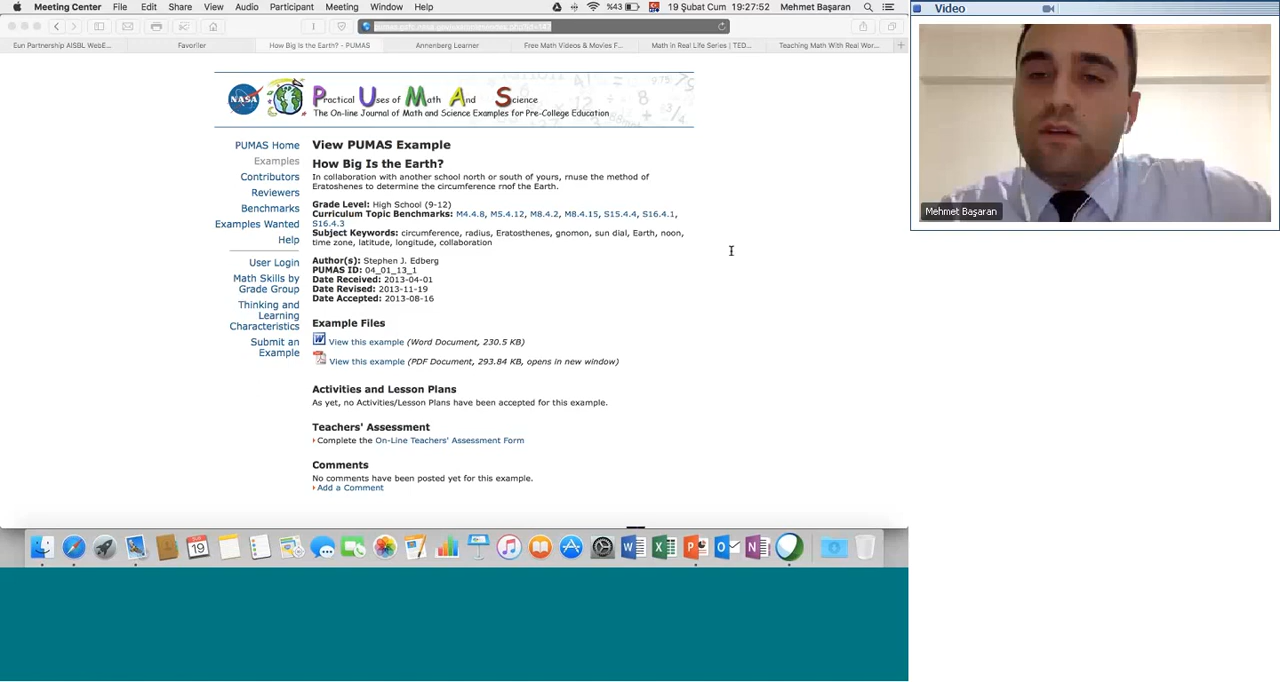 Meeting Center File Edit Share View Audio Participant Meeting Window Help
%43 19 Şubat Cum 19:27:52 Mehmet Başaran
Eun Partnership AISBL WebE... Favoriler How Big Is the Earth? - PUMAS Annenberg Learner Free Math Videos & Movies F... Math in Real Life Series | TED... Teaching Math With Real Wor...
NASA
Practical Uses of Math And Science
The On-line Journal of Math and Science Examples for Pre-College Education
PUMAS Home
Examples
Contributors
Reviewers
Benchmarks
Examples Wanted
Help
User Login
Math Skills by
Grade Group
Thinking and
Learning
Characteristics
Submit an
Example
View PUMAS Example
How Big Is the Earth?
In collaboration with another school north or south of yours, rnuse the method of
Eratoshenes to determine the circumference rnof the Earth.
Grade Level: High School (9-12)
Curriculum Topic Benchmarks: M4.4.8, M5.4.12, M8.4.2, M8.4.15, S15.4.4, S16.4.1,
S16.4.3
Subject Keywords: circumference, radius, Eratosthenes, gnomon, sun dial, Earth, noon,
time zone, latitude, longitude, collaboration
Author(s): Stephen J. Edberg
PUMAS ID: 04_01_13_1
Date Received: 2013-04-01
Date Revised: 2013-11-19
Date Accepted: 2013-08-16
Example Files
View this example (Word Document, 230.5 KB)
View this example (PDF Document, 293.84 KB, opens in new window)
Activities and Lesson Plans
As yet, no Activities/Lesson Plans have been accepted for this example.
Teachers' Assessment
Complete the On-Line Teachers' Assessment Form
Comments
No comments have been posted yet for this example.
Add a Comment
Video
Mehmet Başaran